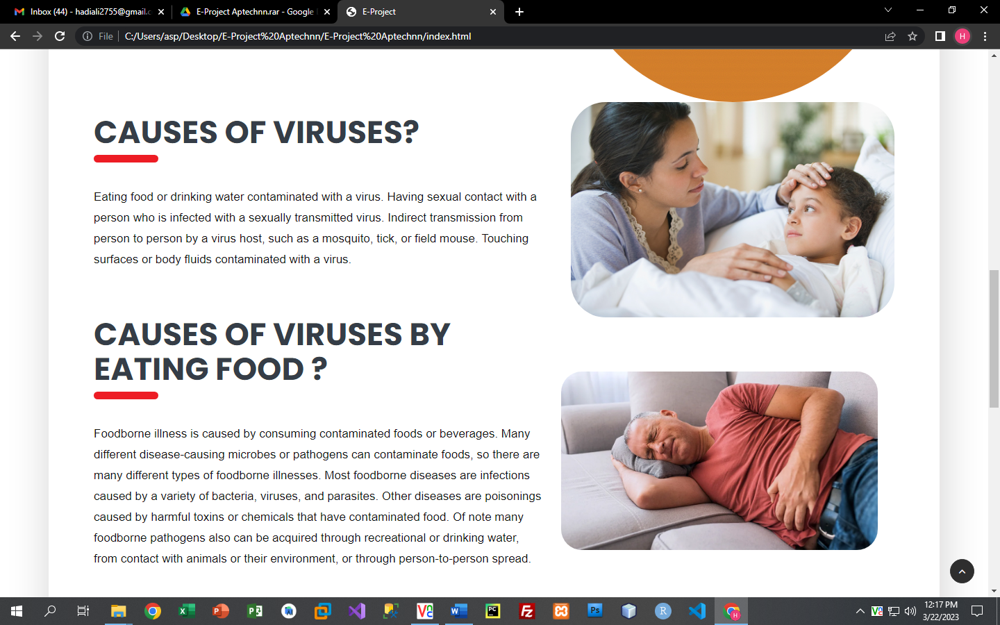 Inbox (44) - hadiali2755@gmail.c
E-Project Aptechnn.rar - Google
E-Project
File
C:/Users/asp/Desktop/E-Project%20Aptechnn/E-Project%20Aptechnn/index.html
H
CAUSES OF VIRUSES?
Eating food or drinking water contaminated with a virus. Having sexual contact with a
person who is infected with a sexually transmitted virus. Indirect transmission from
person to person by a virus host, such as a mosquito, tick, or field mouse. Touching
surfaces or body fluids contaminated with a virus.
CAUSES OF VIRUSES BY
EATING FOOD ?
Foodborne illness is caused by consuming contaminated foods or beverages. Many
different disease-causing microbes or pathogens can contaminate foods, so there are
many different types of foodborne illnesses. Most foodborne diseases are infections
caused by a variety of bacteria, viruses, and parasites. Other diseases are poisonings
caused by harmful toxins or chemicals that have contaminated food. Of note many
foodborne pathogens also can be acquired through recreational or drinking water,
from contact with animals or their environment, or through person-to-person spread.
12:17 PM
3/22/2023